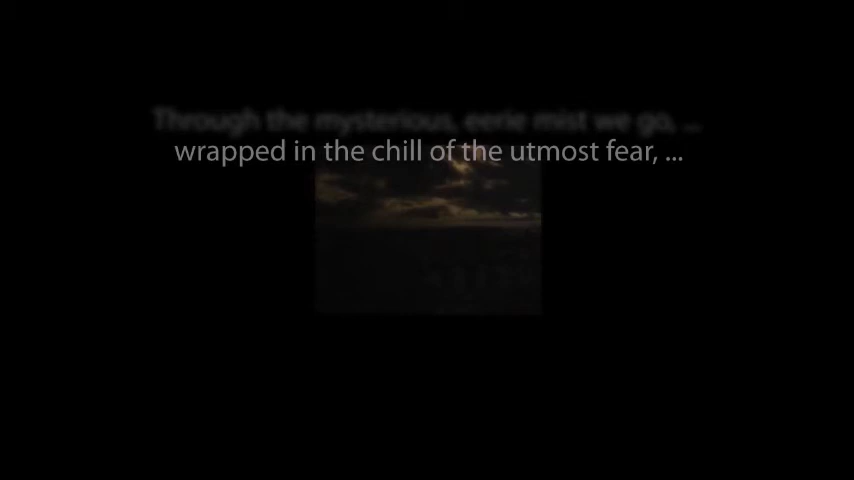 Through the mysterious, eerie mist we go, ...
wrapped in the chill of the utmost fear, ...